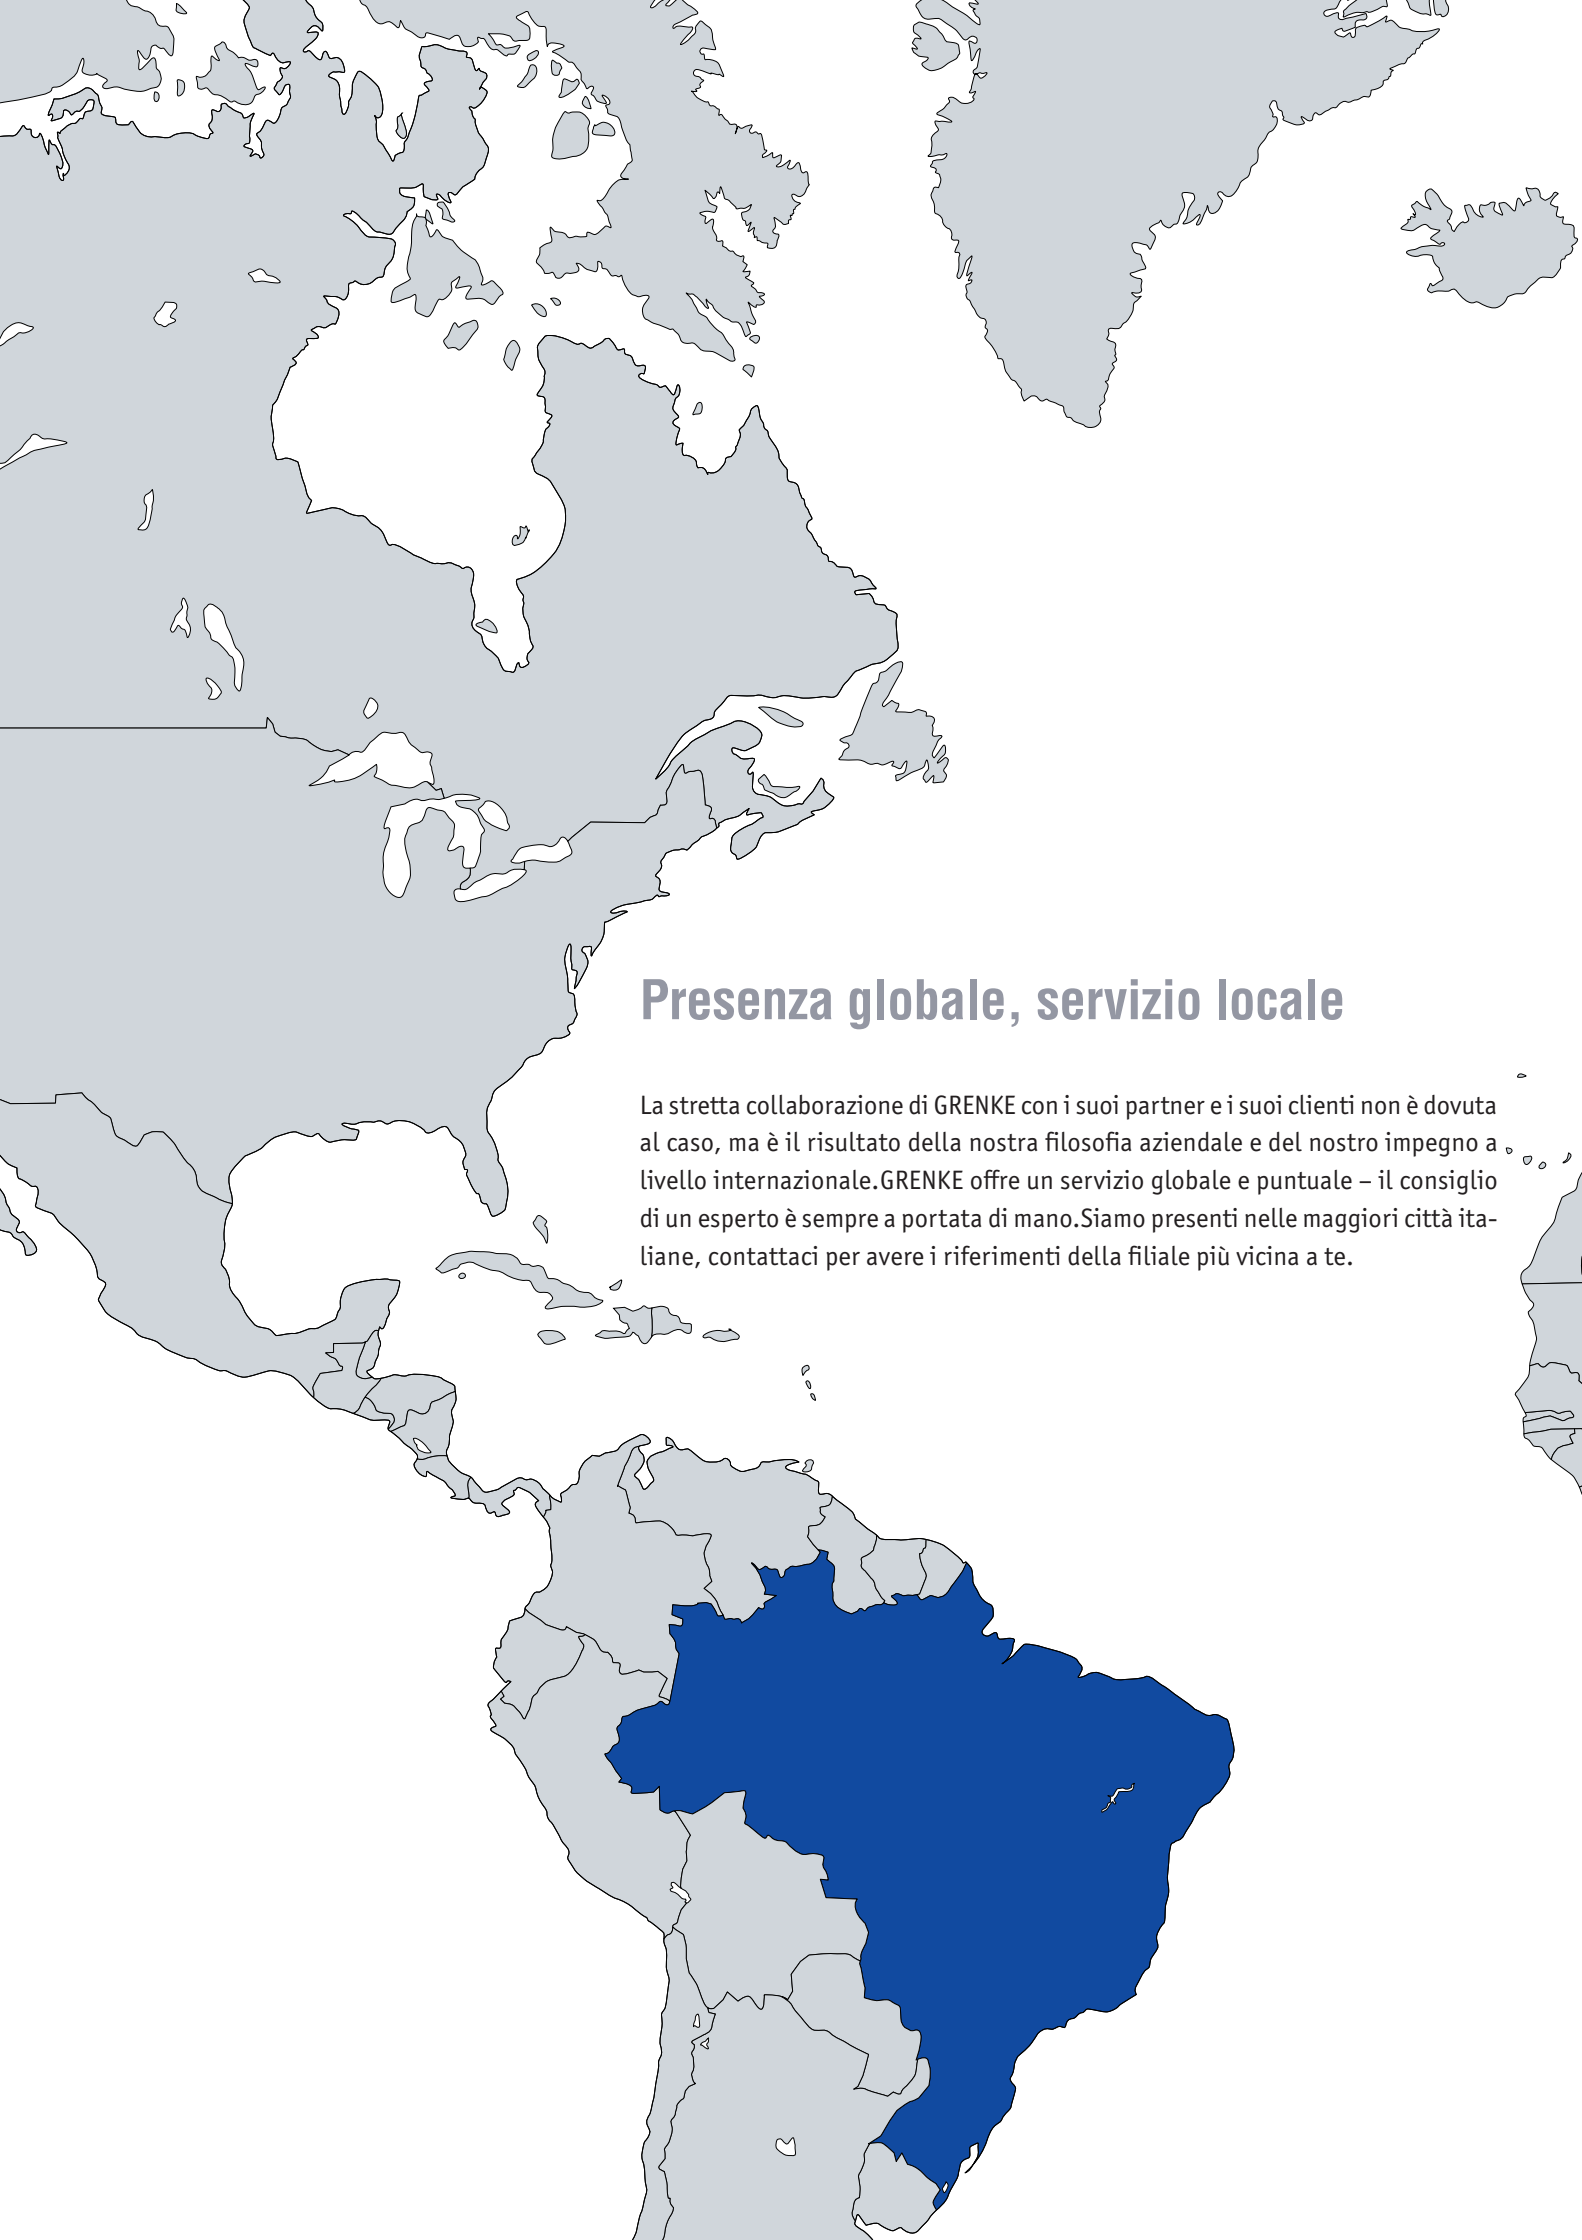 Presenza globale, servizio locale
La stretta collaborazione di GRENKE con i suoi partner e i suoi clienti non è dovuta
al caso, ma è il risultato della nostra filosofia aziendale e del nostro impegno a
livello internazionale.GRENKE offre un servizio globale e puntuale – il consiglio
di un esperto è sempre a portata di mano.Siamo presenti nelle maggiori città ita-
liane, contattaci per avere i riferimenti della filiale più vicina a te.